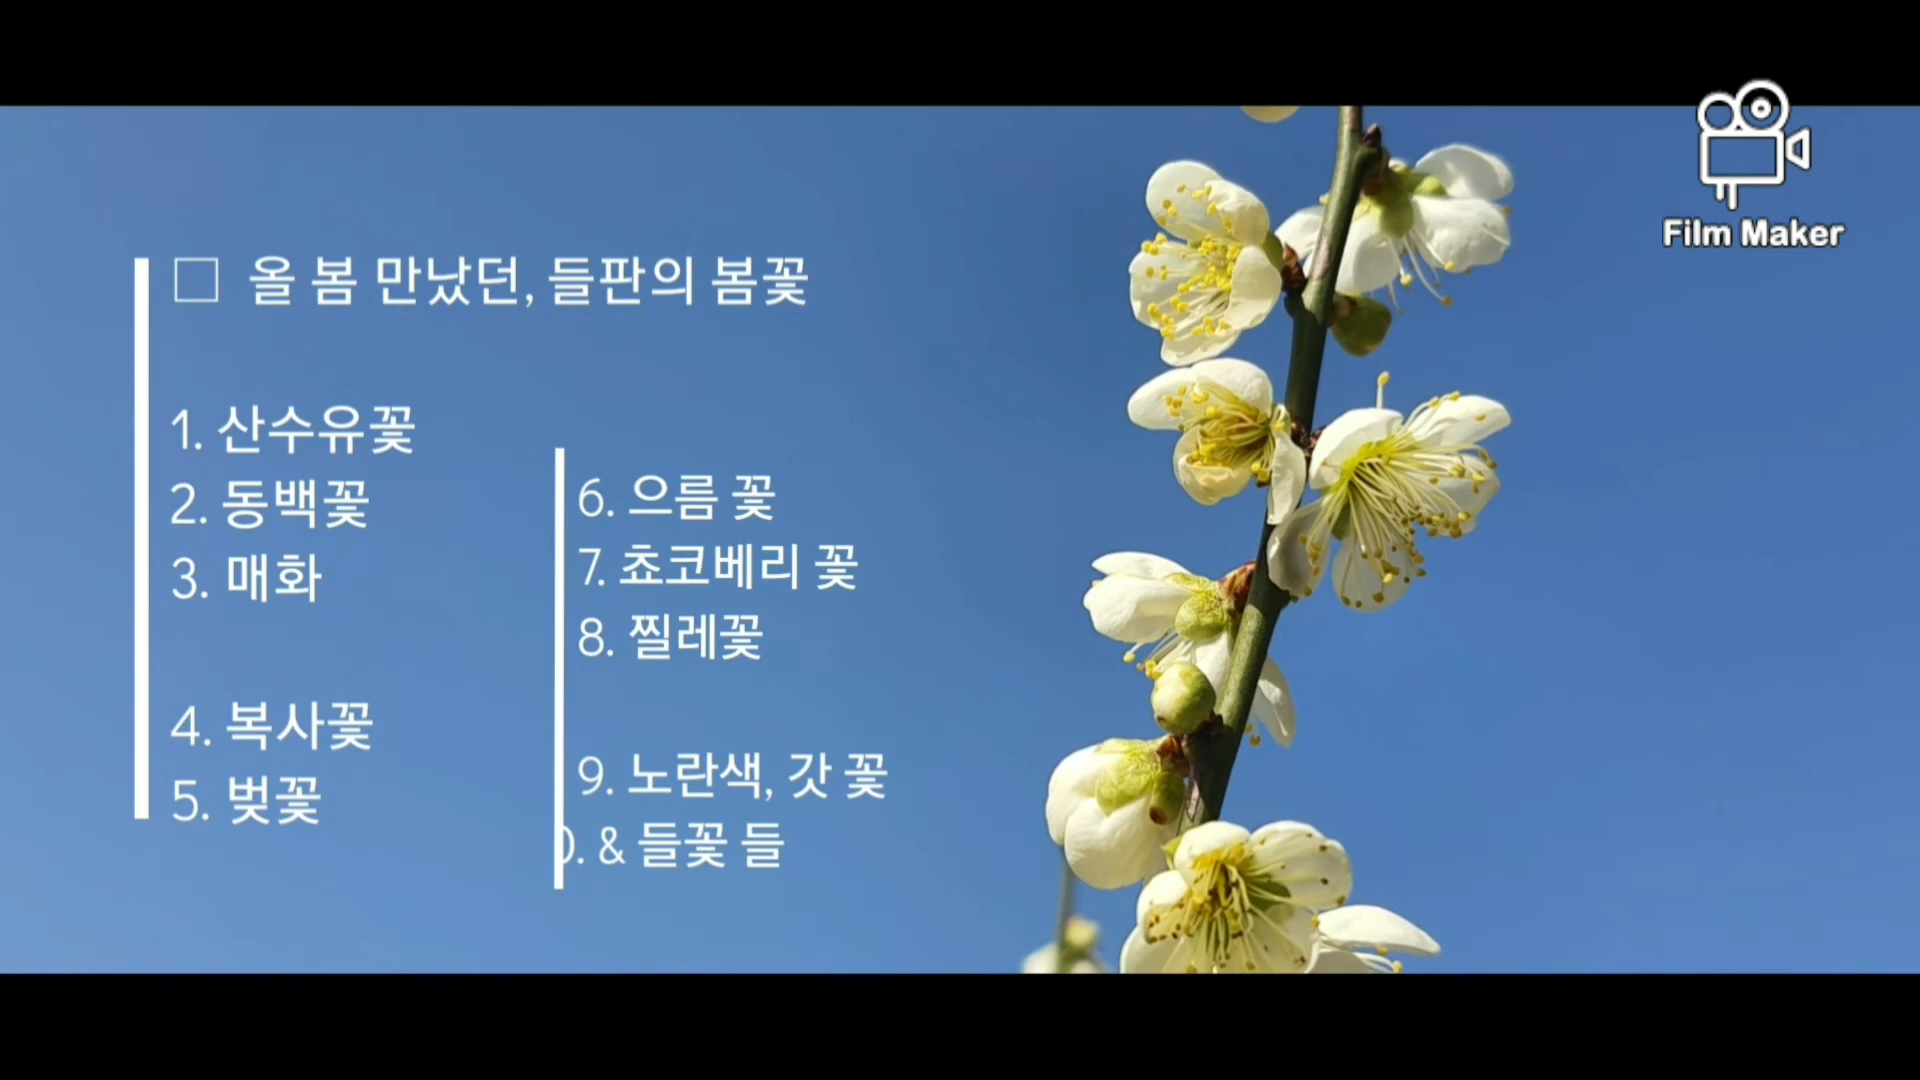 □ 올 봄 만났던, 들판의 봄꽃
1. 산수유꽃
2. 동백꽃
3. 매화
4. 복사꽃
5. 벚꽃
6. 으름 꽃
7. 쵸코베리 꽃
8. 찔레꽃
9. 노란색, 갓 꽃
0. & 들꽃 들
Film Maker